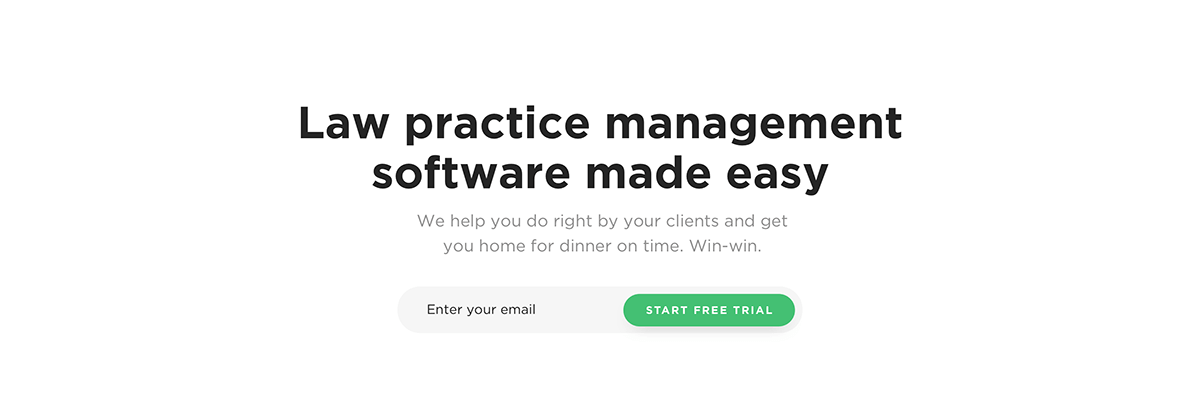 Law practice management
software made easy
We help you do right by your clients and get
you home for dinner on time. Win-win.
Enter your email
START FREE TRIAL